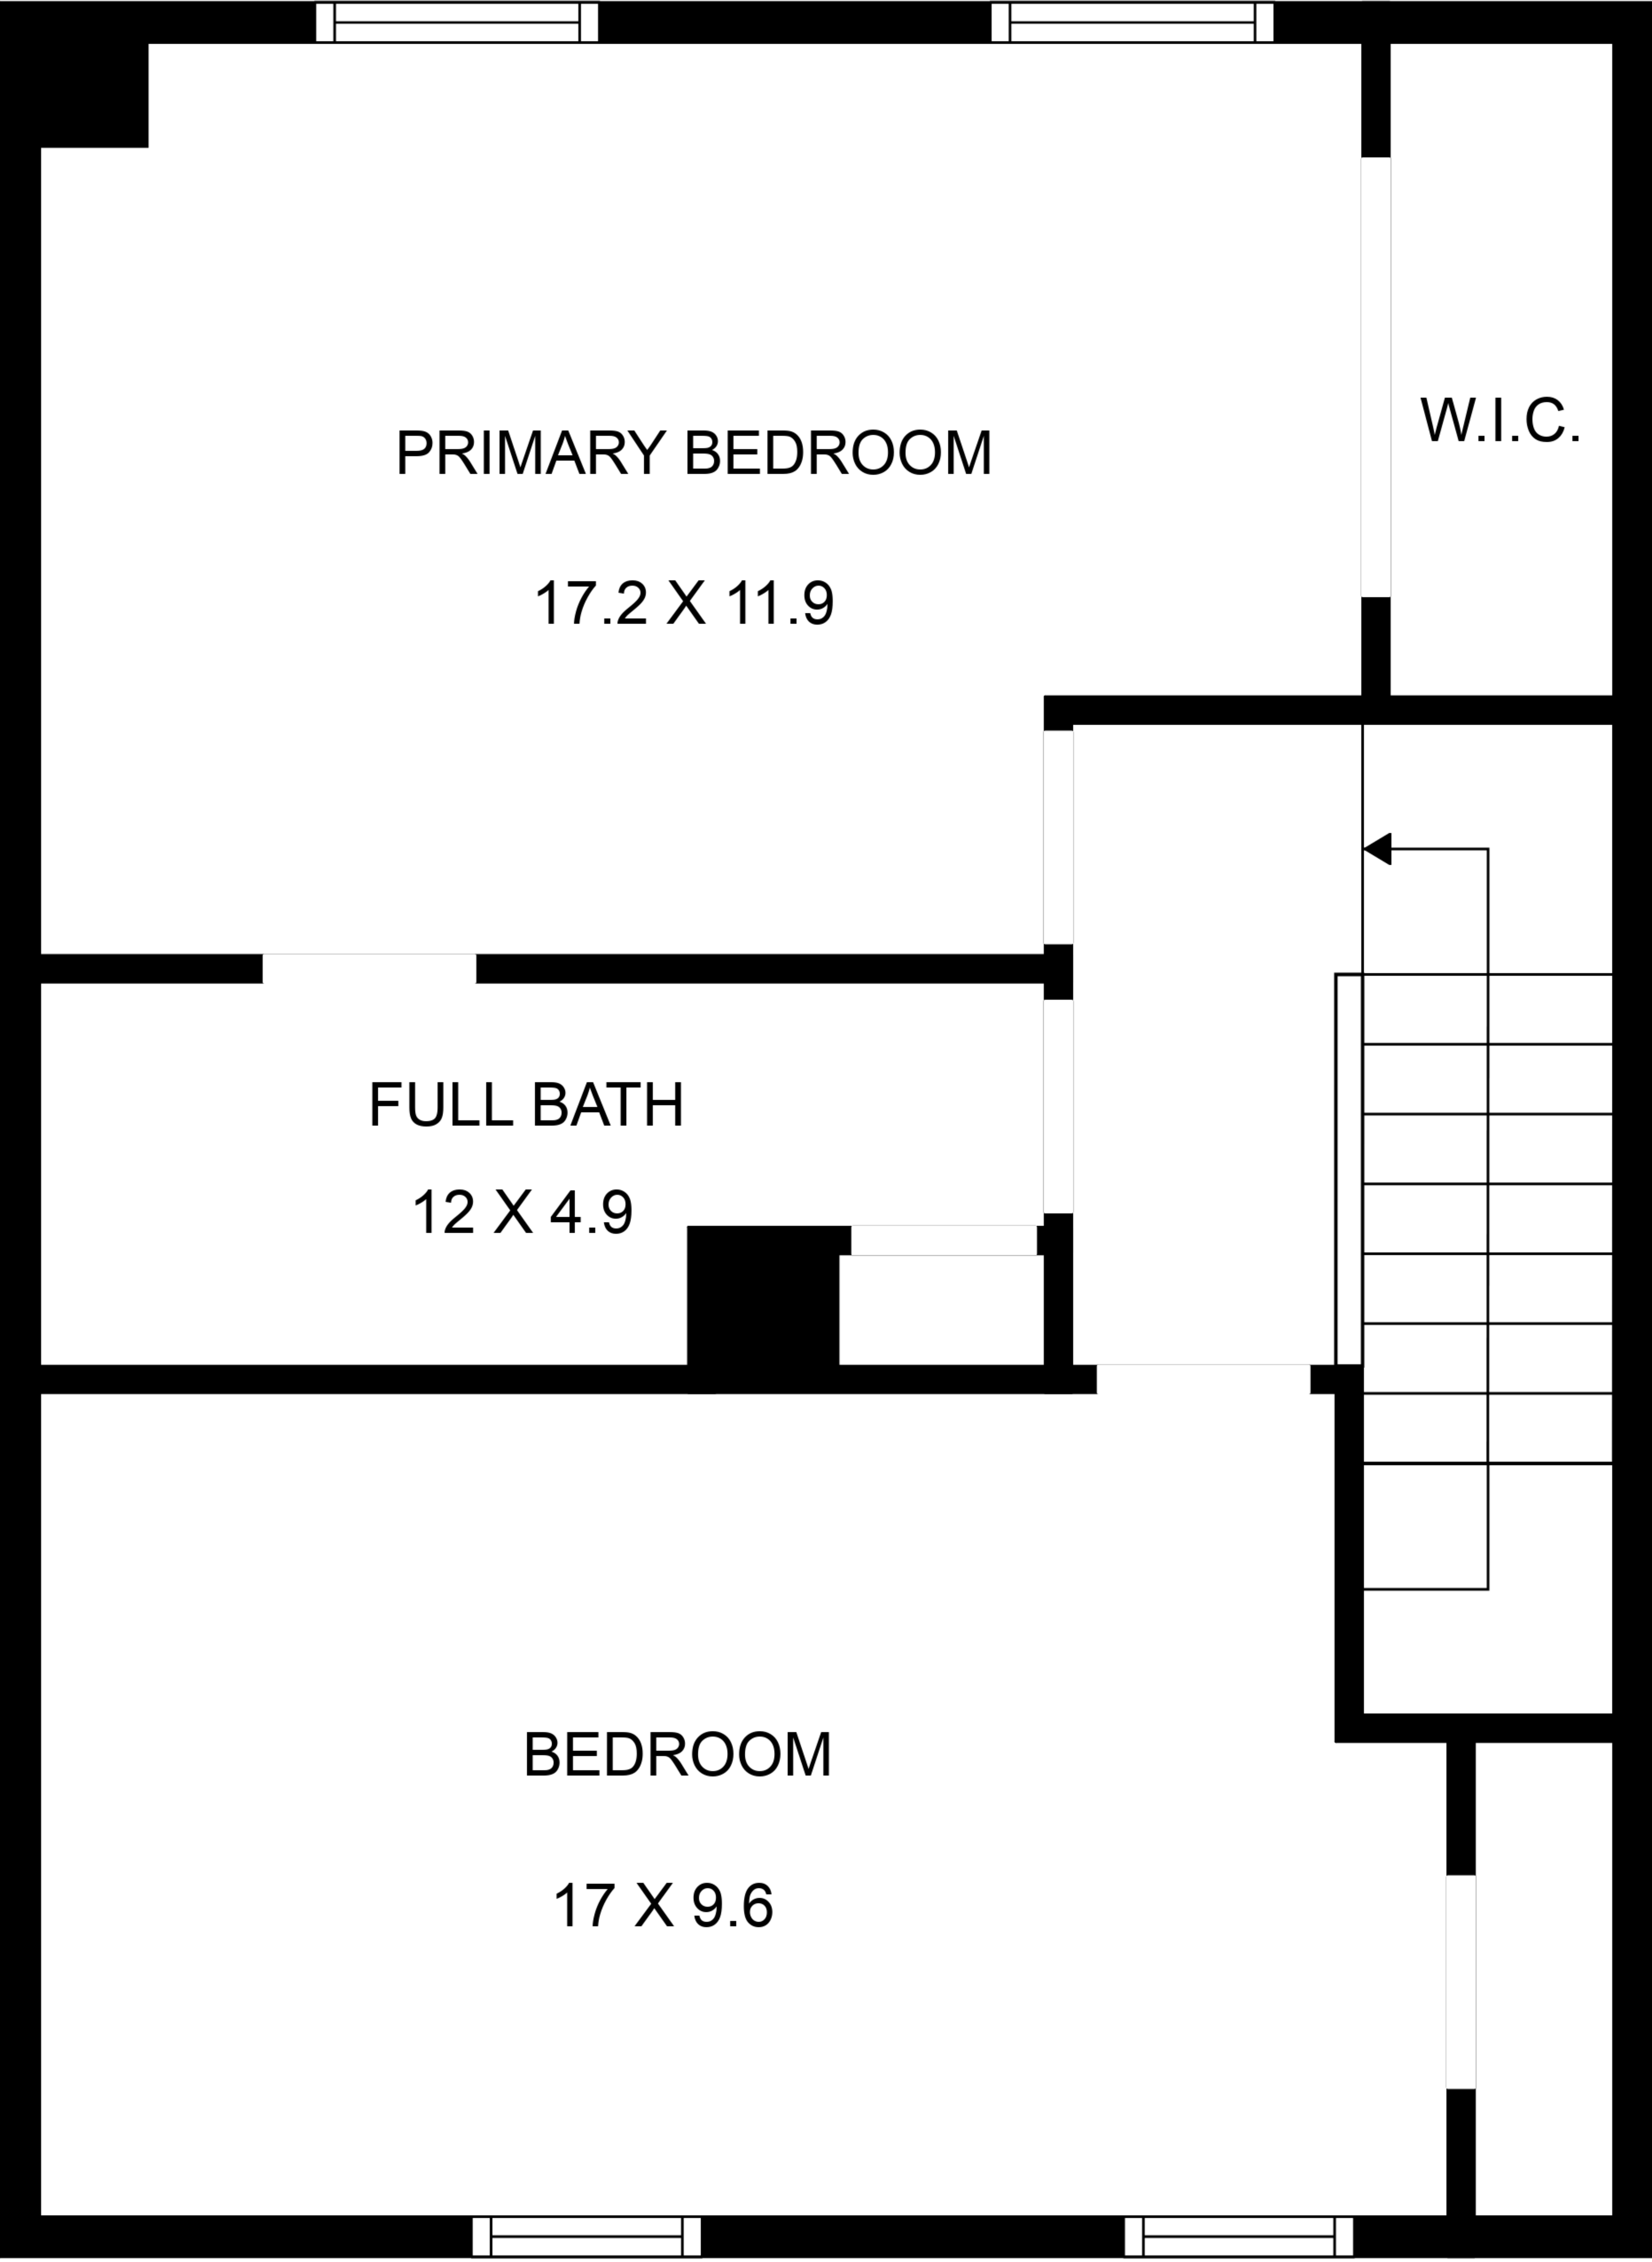 PRIMARY BEDROOM
17.2 X 11.9
W.I.C.
FULL BATH
12 X 4.9
BEDROOM
17 X 9.6